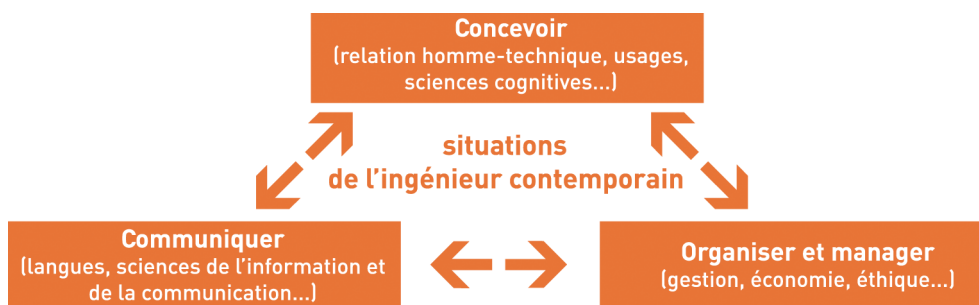 Concevoir
(relation homme-technique, usages,
sciences cognitives...)
situations
de l'ingénieur contemporain
Communiquer
(langues, sciences de l'information et
de la communication...)
Organiser et manager
(gestion, économie, éthique...)